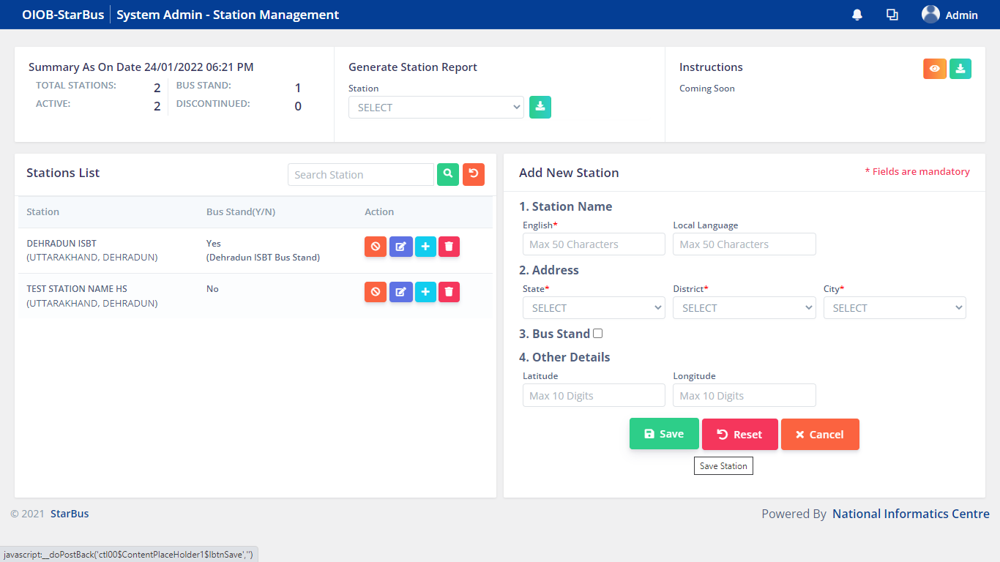 OIOB-StarBus System Admin - Station Management
Admin
Summary As On Date 24/01/2022 06:21 PM
TOTAL STATIONS: 2 BUS STAND: 1
ACTIVE: 2 DISCONTINUED: 0
Generate Station Report
Station
SELECT
Instructions
Coming Soon
Stations List
Search Station
Station Bus Stand(Y/N) Action
DEHRADUN ISBT Yes
(UTTARAKHAND, DEHRADUN) (Dehradun ISBT Bus Stand)
TEST STATION NAME HS No
(UTTARAKHAND, DEHRADUN)
Add New Station * Fields are mandatory
1. Station Name
English* Local Language
Max 50 Characters Max 50 Characters
2. Address
State* District* City*
SELECT SELECT SELECT
3. Bus Stand
4. Other Details
Latitude Longitude
Max 10 Digits Max 10 Digits
Save Reset Cancel
Save Station
© 2021 StarBus Powered By National Informatics Centre
javascript:__doPostBack('ctl00$ContentPlaceHolder1$lbtnSave','')